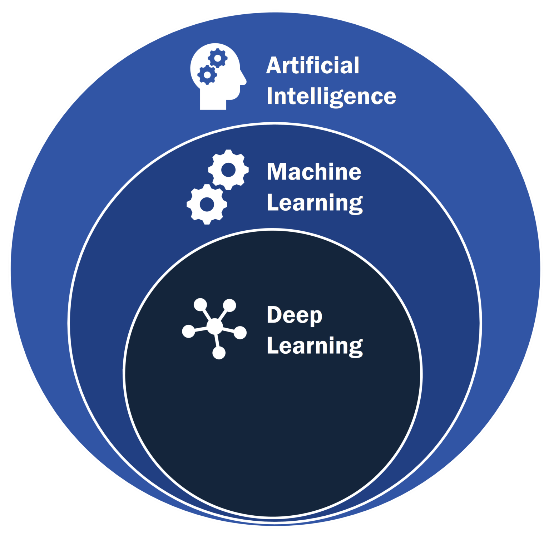 Artificial
Intelligence
Machine
Learning
Deep
Learning